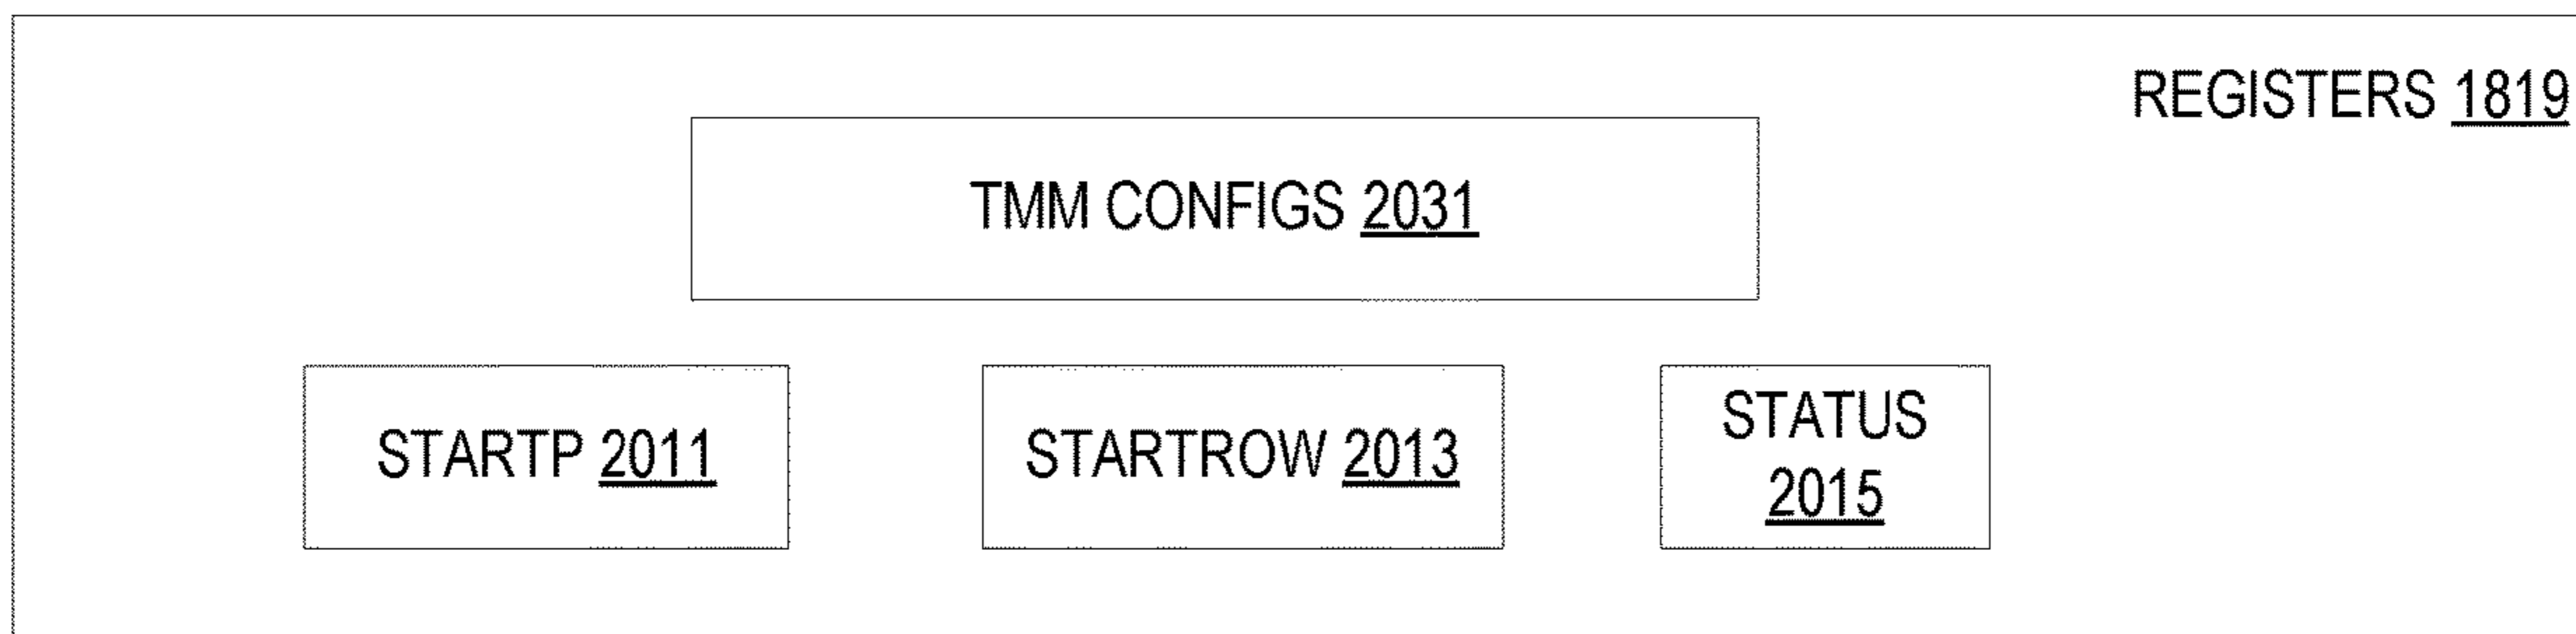 REGISTERS 1819
TMM CONFIGS 2031
STARTP 2011
STARTROW 2013
STATUS
2015